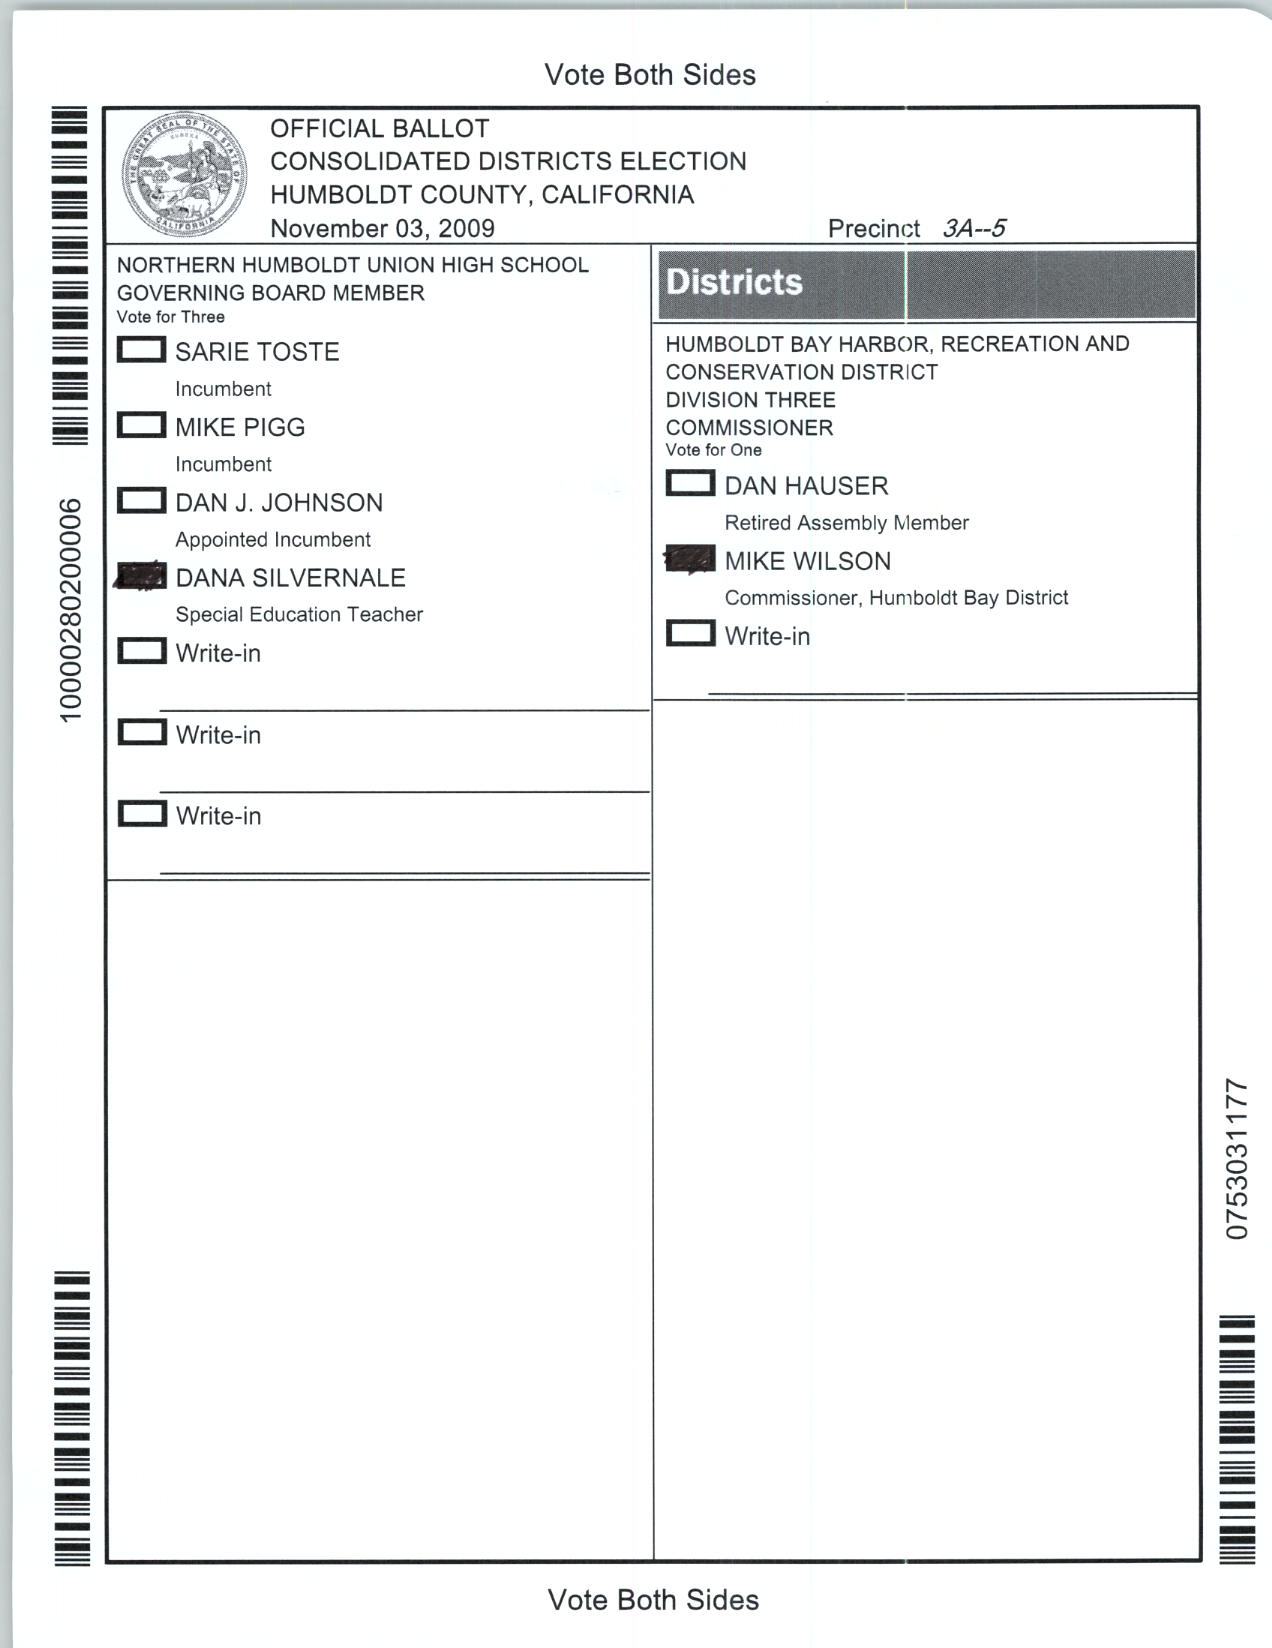 Vote Both Sides
THE GREAT SEAL OF THE STATE OF CALIFORNIA
EUREKA
OFFICIAL BALLOT
CONSOLIDATED DISTRICTS ELECTION
HUMBOLDT COUNTY, CALIFORNIA
November 03, 2009
Precinct 3A--5
NORTHERN HUMBOLDT UNION HIGH SCHOOL
GOVERNING BOARD MEMBER
Vote for Three
SARIE TOSTE
Incumbent
MIKE PIGG
Incumbent
DAN J. JOHNSON
Appointed Incumbent
DANA SILVERNALE
Special Education Teacher
Write-in
Write-in
Write-in
Districts
HUMBOLDT BAY HARBOR, RECREATION AND
CONSERVATION DISTRICT
DIVISION THREE
COMMISSIONER
Vote for One
DAN HAUSER
Retired Assembly Member
MIKE WILSON
Commissioner, Humboldt Bay District
Write-in
10000280200006
0753031177
Vote Both Sides